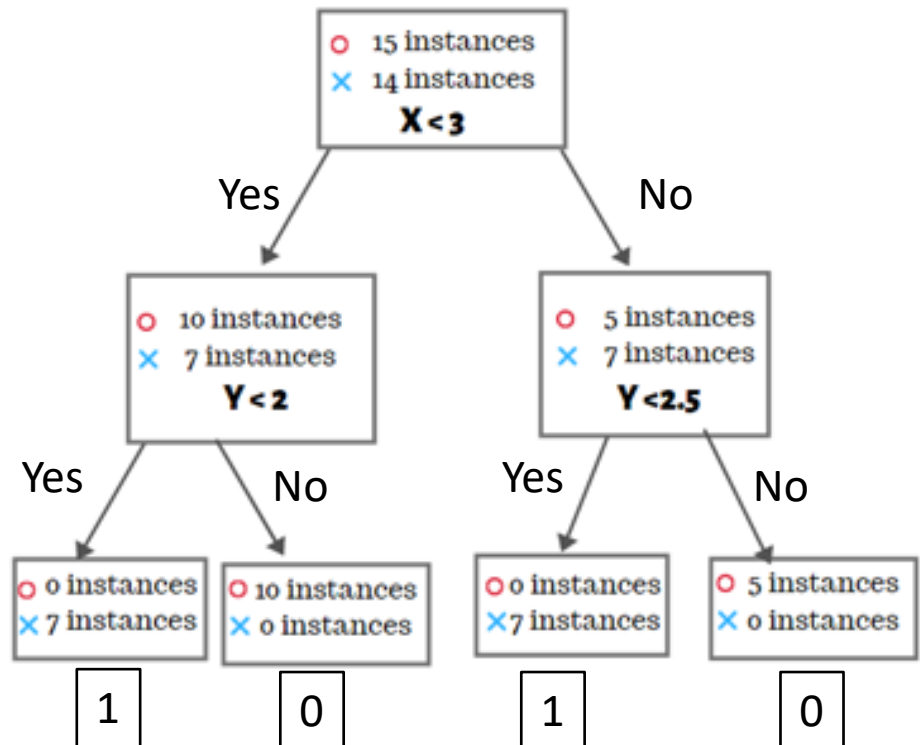 15 instances
14 instances
X < 3
Yes
No
10 instances
7 instances
Y < 2
5 instances
7 instances
Y <2.5
Yes
No
Yes
No
0 instances
7 instances
10 instances
0 instances
0 instances
7 instances
5 instances
0 instances
1
0
1
0